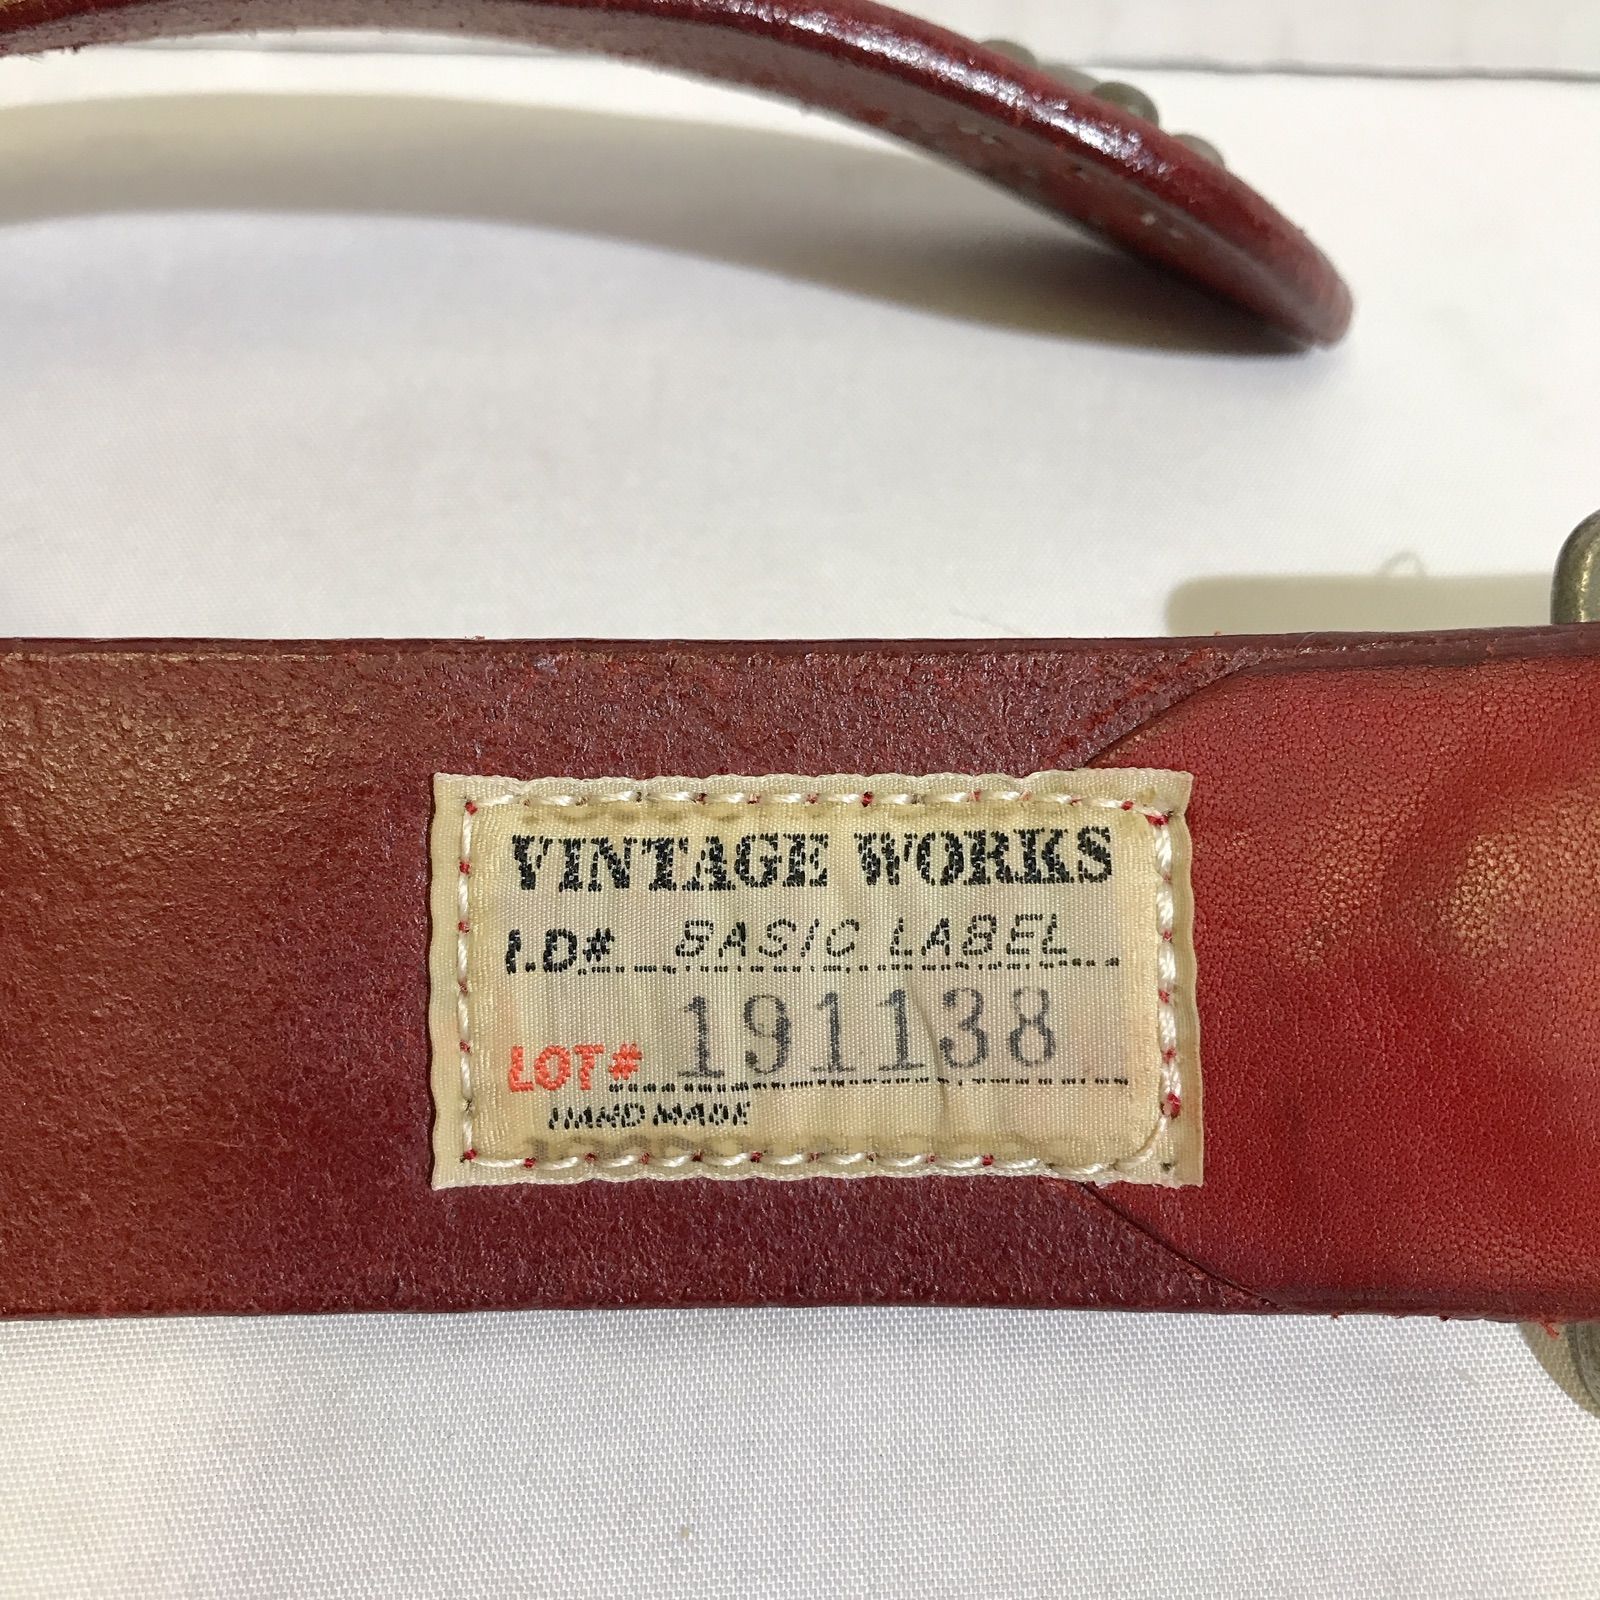 VINTAGE WORKS
I.D# BASIC LABEL
LOT# 191138
HAND MADE